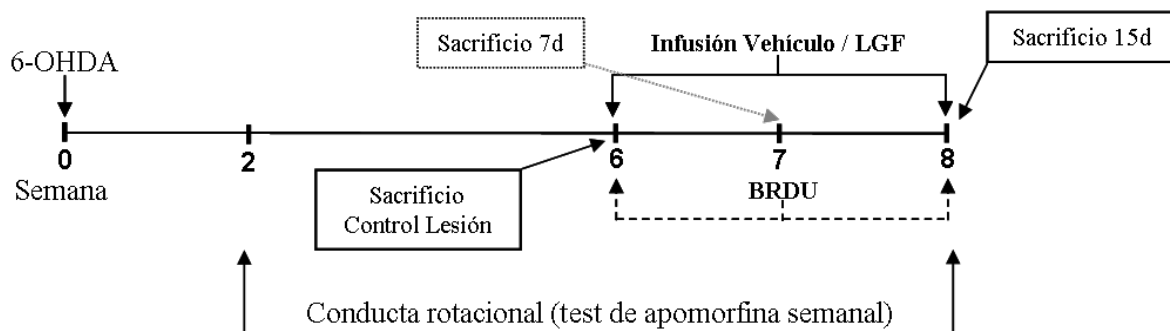 Sacrificio 7d
Infusión Vehículo / LGF
Sacrificio 15d
6-OHDA
0
2
6
7
8
Semana
Sacrificio
Control Lesión
BRDU
Conducta rotacional (test de apomorfina semanal)